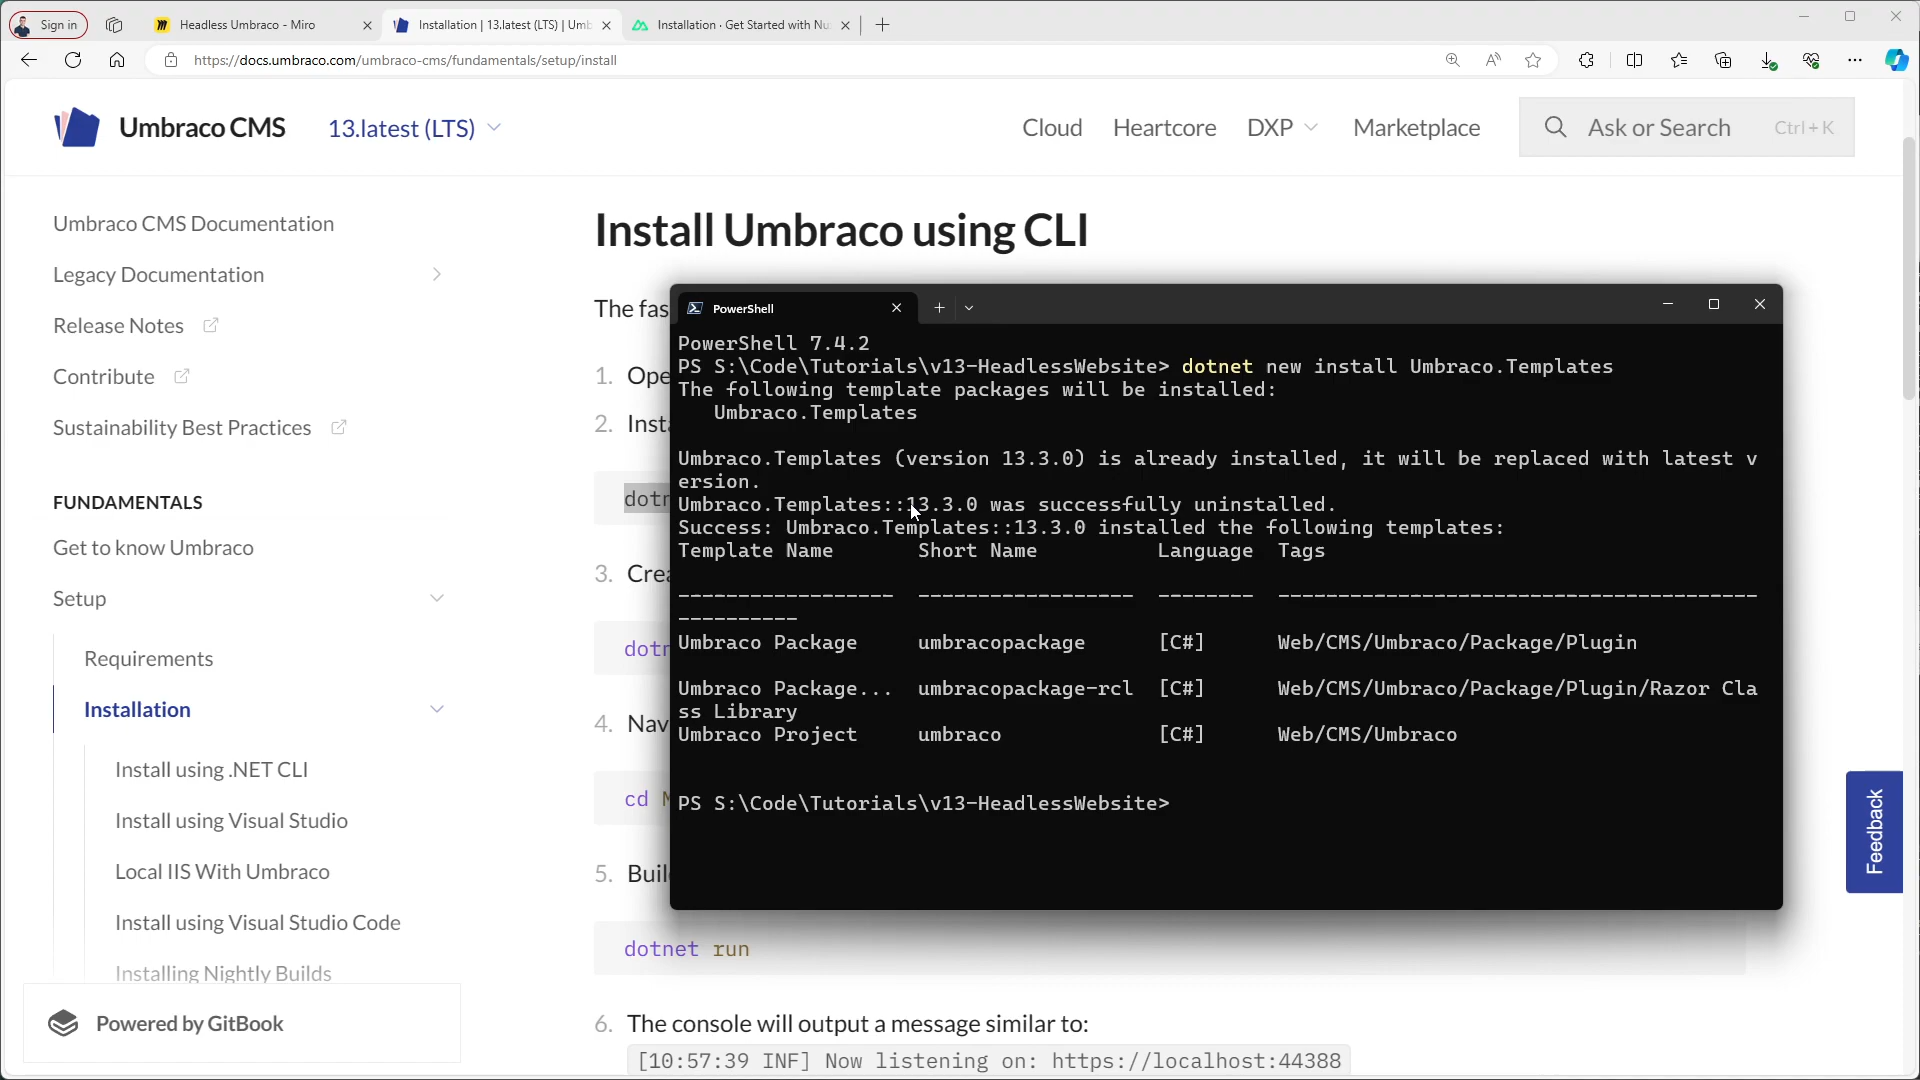 Sign in
Headless Umbraco - Miro
Installation | 13.latest (LTS) | Umb
Installation · Get Started with Nu
https://docs.umbraco.com/umbraco-cms/fundamentals/setup/install
Umbraco CMS
13.latest (LTS)
Cloud
Heartcore
DXP
Marketplace
Ask or Search
Ctrl + K
Umbraco CMS Documentation
Legacy Documentation
Release Notes
Contribute
Sustainability Best Practices
FUNDAMENTALS
Get to know Umbraco
Setup
Requirements
Installation
Install using .NET CLI
Install using Visual Studio
Local IIS With Umbraco
Install using Visual Studio Code
Installing Nightly Builds
Powered by GitBook
Install Umbraco using CLI
The fas
1. Ope
2. Insta
dotn
3. Crea
dotn
4. Nav
cd M
5. Buil
dotnet run
6. The console will output a message similar to:
[10:57:39 INF] Now listening on: https://localhost:44388
PowerShell
PowerShell 7.4.2
PS S:\Code\Tutorials\v13-HeadlessWebsite> dotnet new install Umbraco.Templates
The following template packages will be installed:
Umbraco.Templates
Umbraco.Templates (version 13.3.0) is already installed, it will be replaced with latest v
ersion.
Umbraco.Templates::13.3.0 was successfully uninstalled.
Success: Umbraco.Templates::13.3.0 installed the following templates:
Template Name Short Name Language Tags
------------------ ------------------ -------- ----------------------------------------
----------
Umbraco Package umbracopackage [C#] Web/CMS/Umbraco/Package/Plugin
Umbraco Package... umbracopackage-rcl [C#] Web/CMS/Umbraco/Package/Plugin/Razor Cla
ss Library
Umbraco Project umbraco [C#] Web/CMS/Umbraco
PS S:\Code\Tutorials\v13-HeadlessWebsite>
Feedback